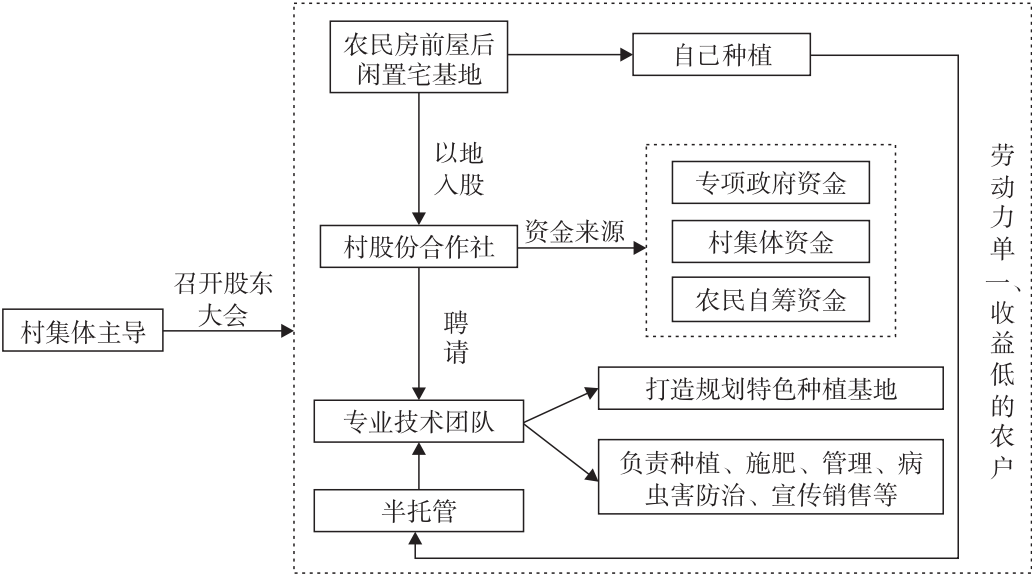 农民房前屋后
闲置宅基地
自己种植
以地
入股
专项政府资金
村集体资金
农民自筹资金
村股份合作社
资金来源
召开股东
大会
村集体主导
聘
请
专业技术团队
打造规划特色种植基地
负责种植、施肥、管理、病
虫害防治、宣传销售等
半托管
劳动力单一、收益低的农户